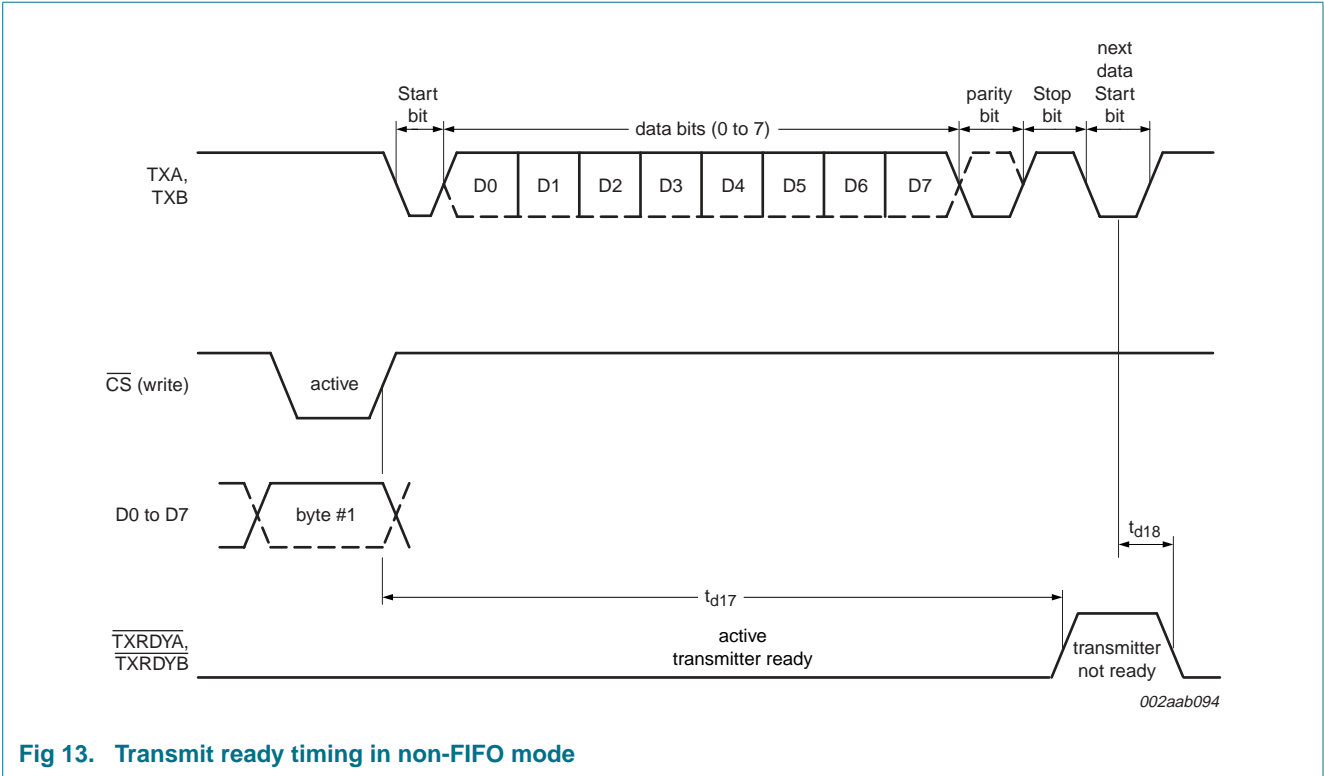 next
data
Start
bit
Start
bit
data bits (0 to 7)
parity
bit
Stop
bit
TXA,
TXB
D0 D1 D2 D3 D4 D5 D6 D7
CS (write)
active
D0 to D7
byte #1
td18
td17
TXRDYA,
TXRDYB
active
transmitter ready
transmitter
not ready
002aab094
Fig 13. Transmit ready timing in non-FIFO mode